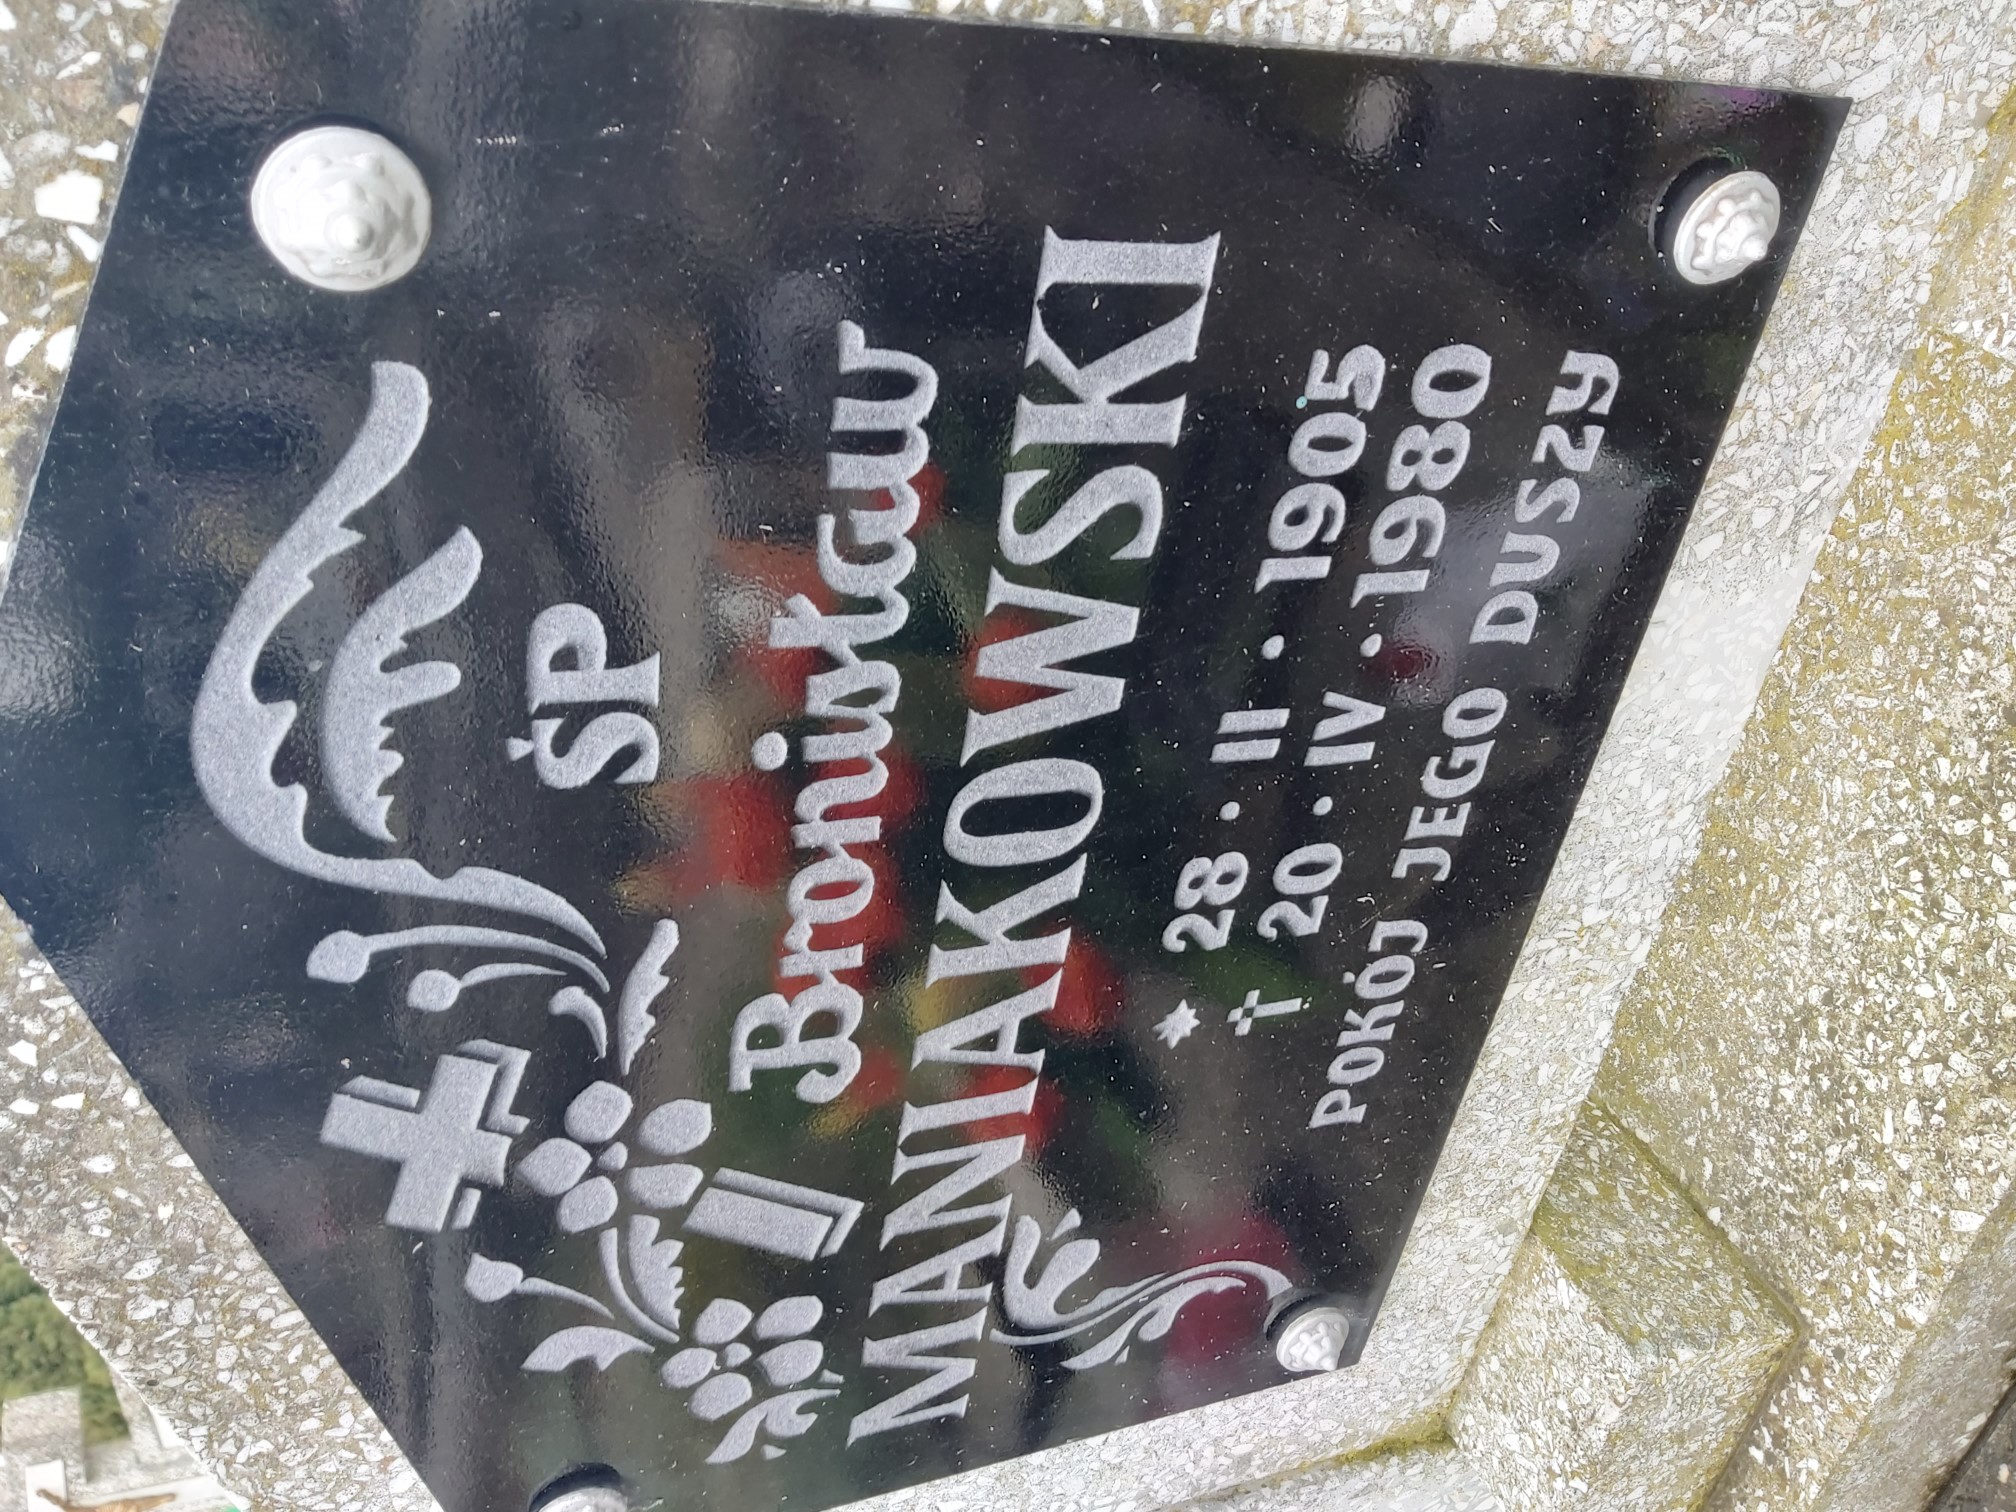 ŚP
Bronisław
MANIAKOWSKI
* 28 · II · 1905
† 20 · IV · 1980
POKÓJ JEGO DUSZY